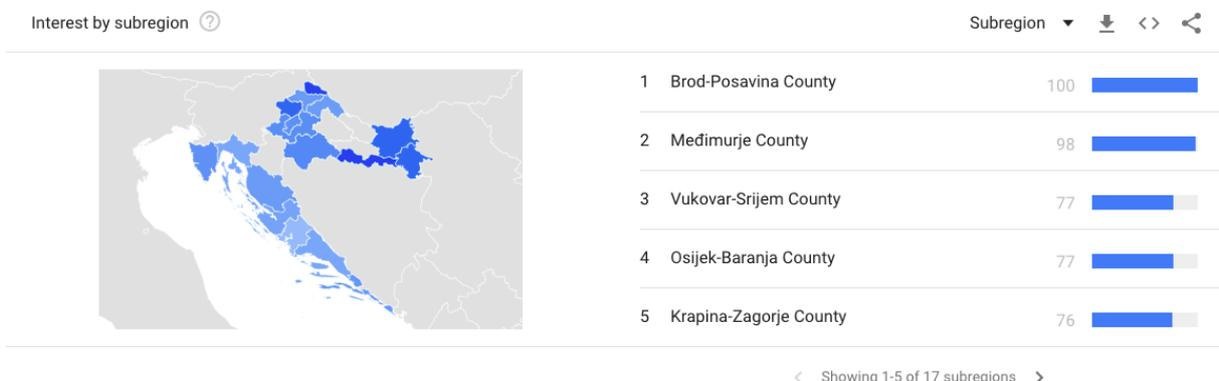 Interest by subregion ?
Subregion
1 Brod-Posavina County 100
2 Međimurje County 98
3 Vukovar-Srijem County 77
4 Osijek-Baranja County 77
5 Krapina-Zagorje County 76
Showing 1-5 of 17 subregions